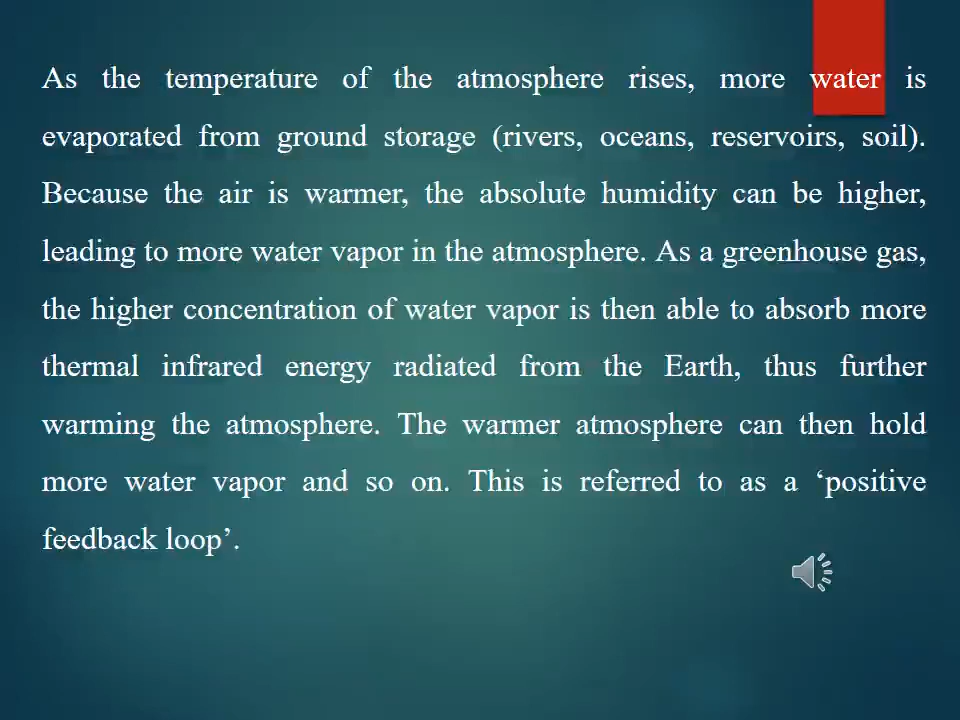 As the temperature of the atmosphere rises, more water is
evaporated from ground storage (rivers, oceans, reservoirs, soil).
Because the air is warmer, the absolute humidity can be higher,
leading to more water vapor in the atmosphere. As a greenhouse gas,
the higher concentration of water vapor is then able to absorb more
thermal infrared energy radiated from the Earth, thus further
warming the atmosphere. The warmer atmosphere can then hold
more water vapor and so on. This is referred to as a ‘positive
feedback loop’.